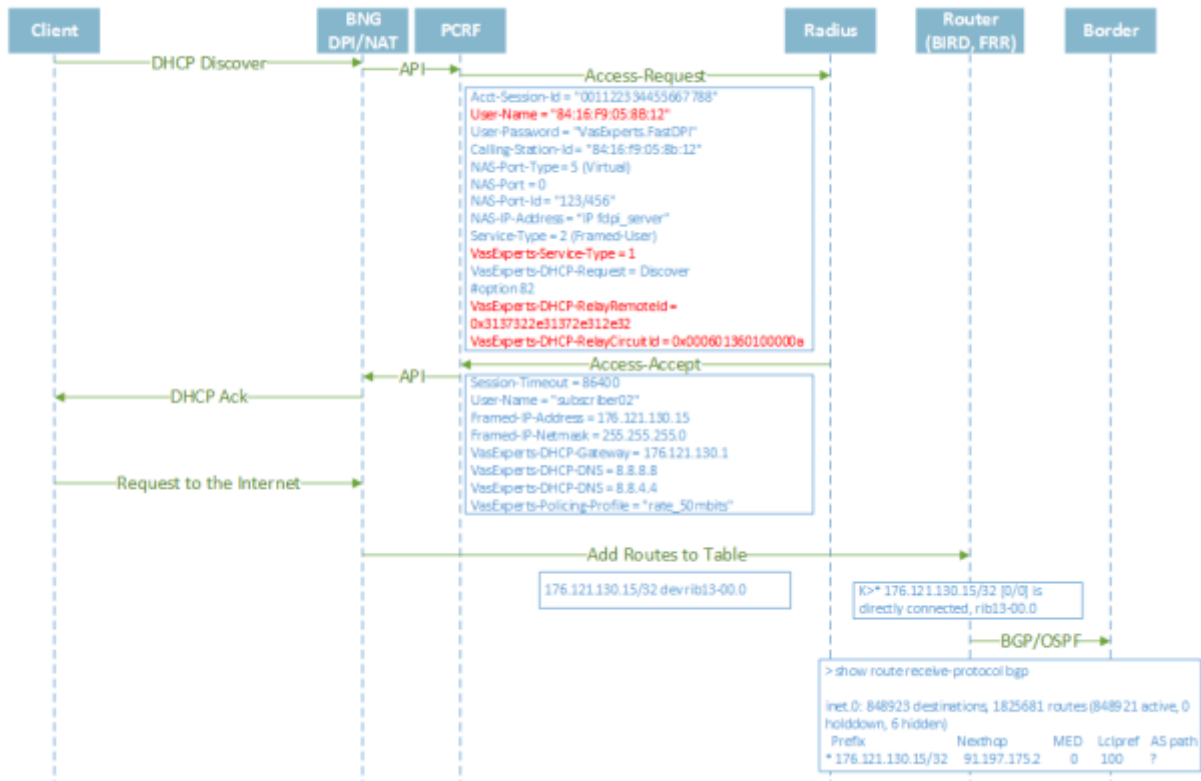 Client
BNG
DPI/NAT
PCRF
Radius
Router
(BIRD, FRR)
Border
DHCP Discover
API
Access-Request
Acct-Session-Id = "001122334455667788"
User-Name = "84:16:F9:05:8B:12"
User-Password = "VasExperts.FastDPI"
Calling-Station-Id = "84:16:f9:05:8b:12"
NAS-Port-Type = 5 (Virtual)
NAS-Port = 0
NAS-Port-Id = "123/456"
NAS-IP-Address = "IP fdpi_server"
Service-Type = 2 (Framed-User)
VasExperts-Service-Type = 1
VasExperts-DHCP-Request = Discover
#option 82
VasExperts-DHCP-RelayRemoteId =
0x3137322e31372e312e32
VasExperts-DHCP-RelayCircuitId = 0x000601360100000a
Access-Accept
API
DHCP Ack
Session-Timeout = 86400
User-Name = "subscriber02"
Framed-IP-Address = 176.121.130.15
Framed-IP-Netmask = 255.255.255.0
VasExperts-DHCP-Gateway = 176.121.130.1
VasExperts-DHCP-DNS = 8.8.8.8
VasExperts-DHCP-DNS = 8.8.4.4
VasExperts-Policing-Profile = "rate_50mbits"
Request to the Internet
Add Routes to Table
176.121.130.15/32 dev rib13-00.0
K>* 176.121.130.15/32 [0/0] is
directly connected, rib13-00.0
BGP/OSPF
> show route receive-protocol bgp
inet.0: 848923 destinations, 1825681 routes (848921 active, 0
holddown, 6 hidden)
Prefix Nexthop MED Lclpref AS path
* 176.121.130.15/32 91.197.175.2 0 100 ?